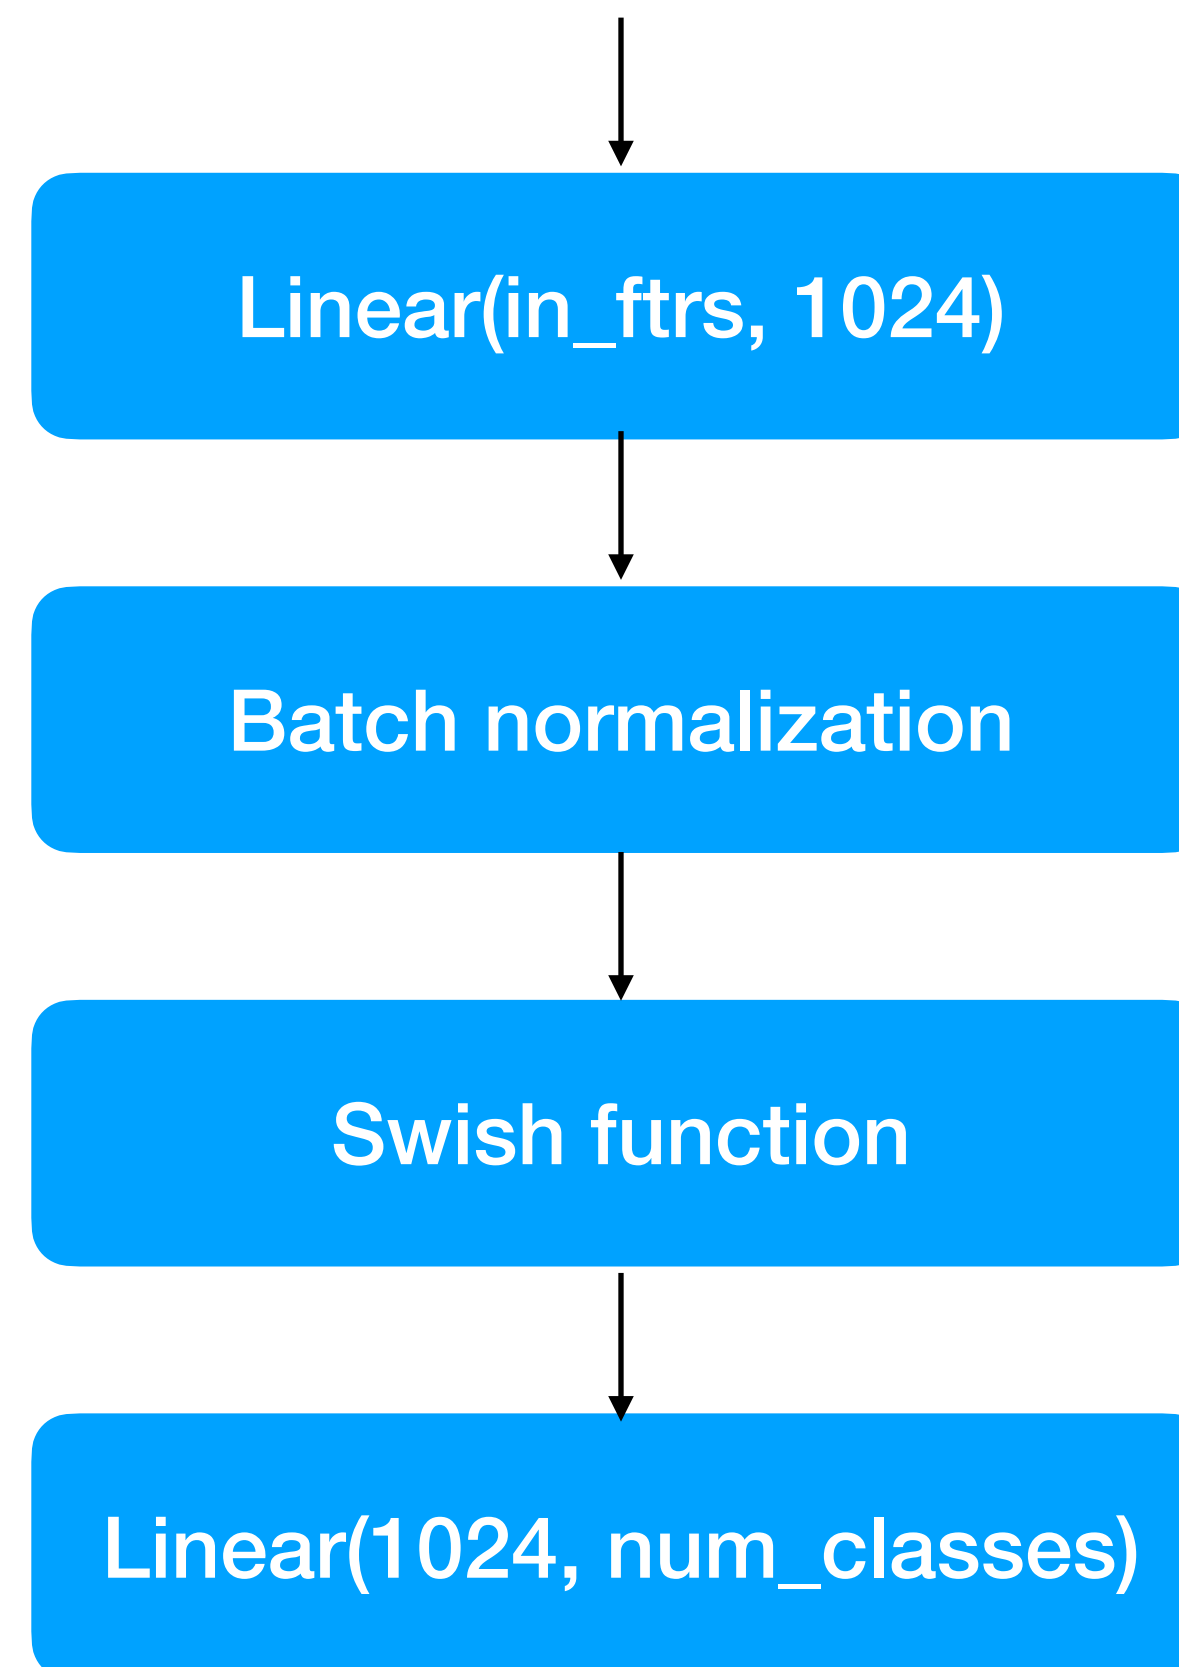 Linear(in_ftrs, 1024)
Batch normalization
Swish function
Linear(1024, num_classes)